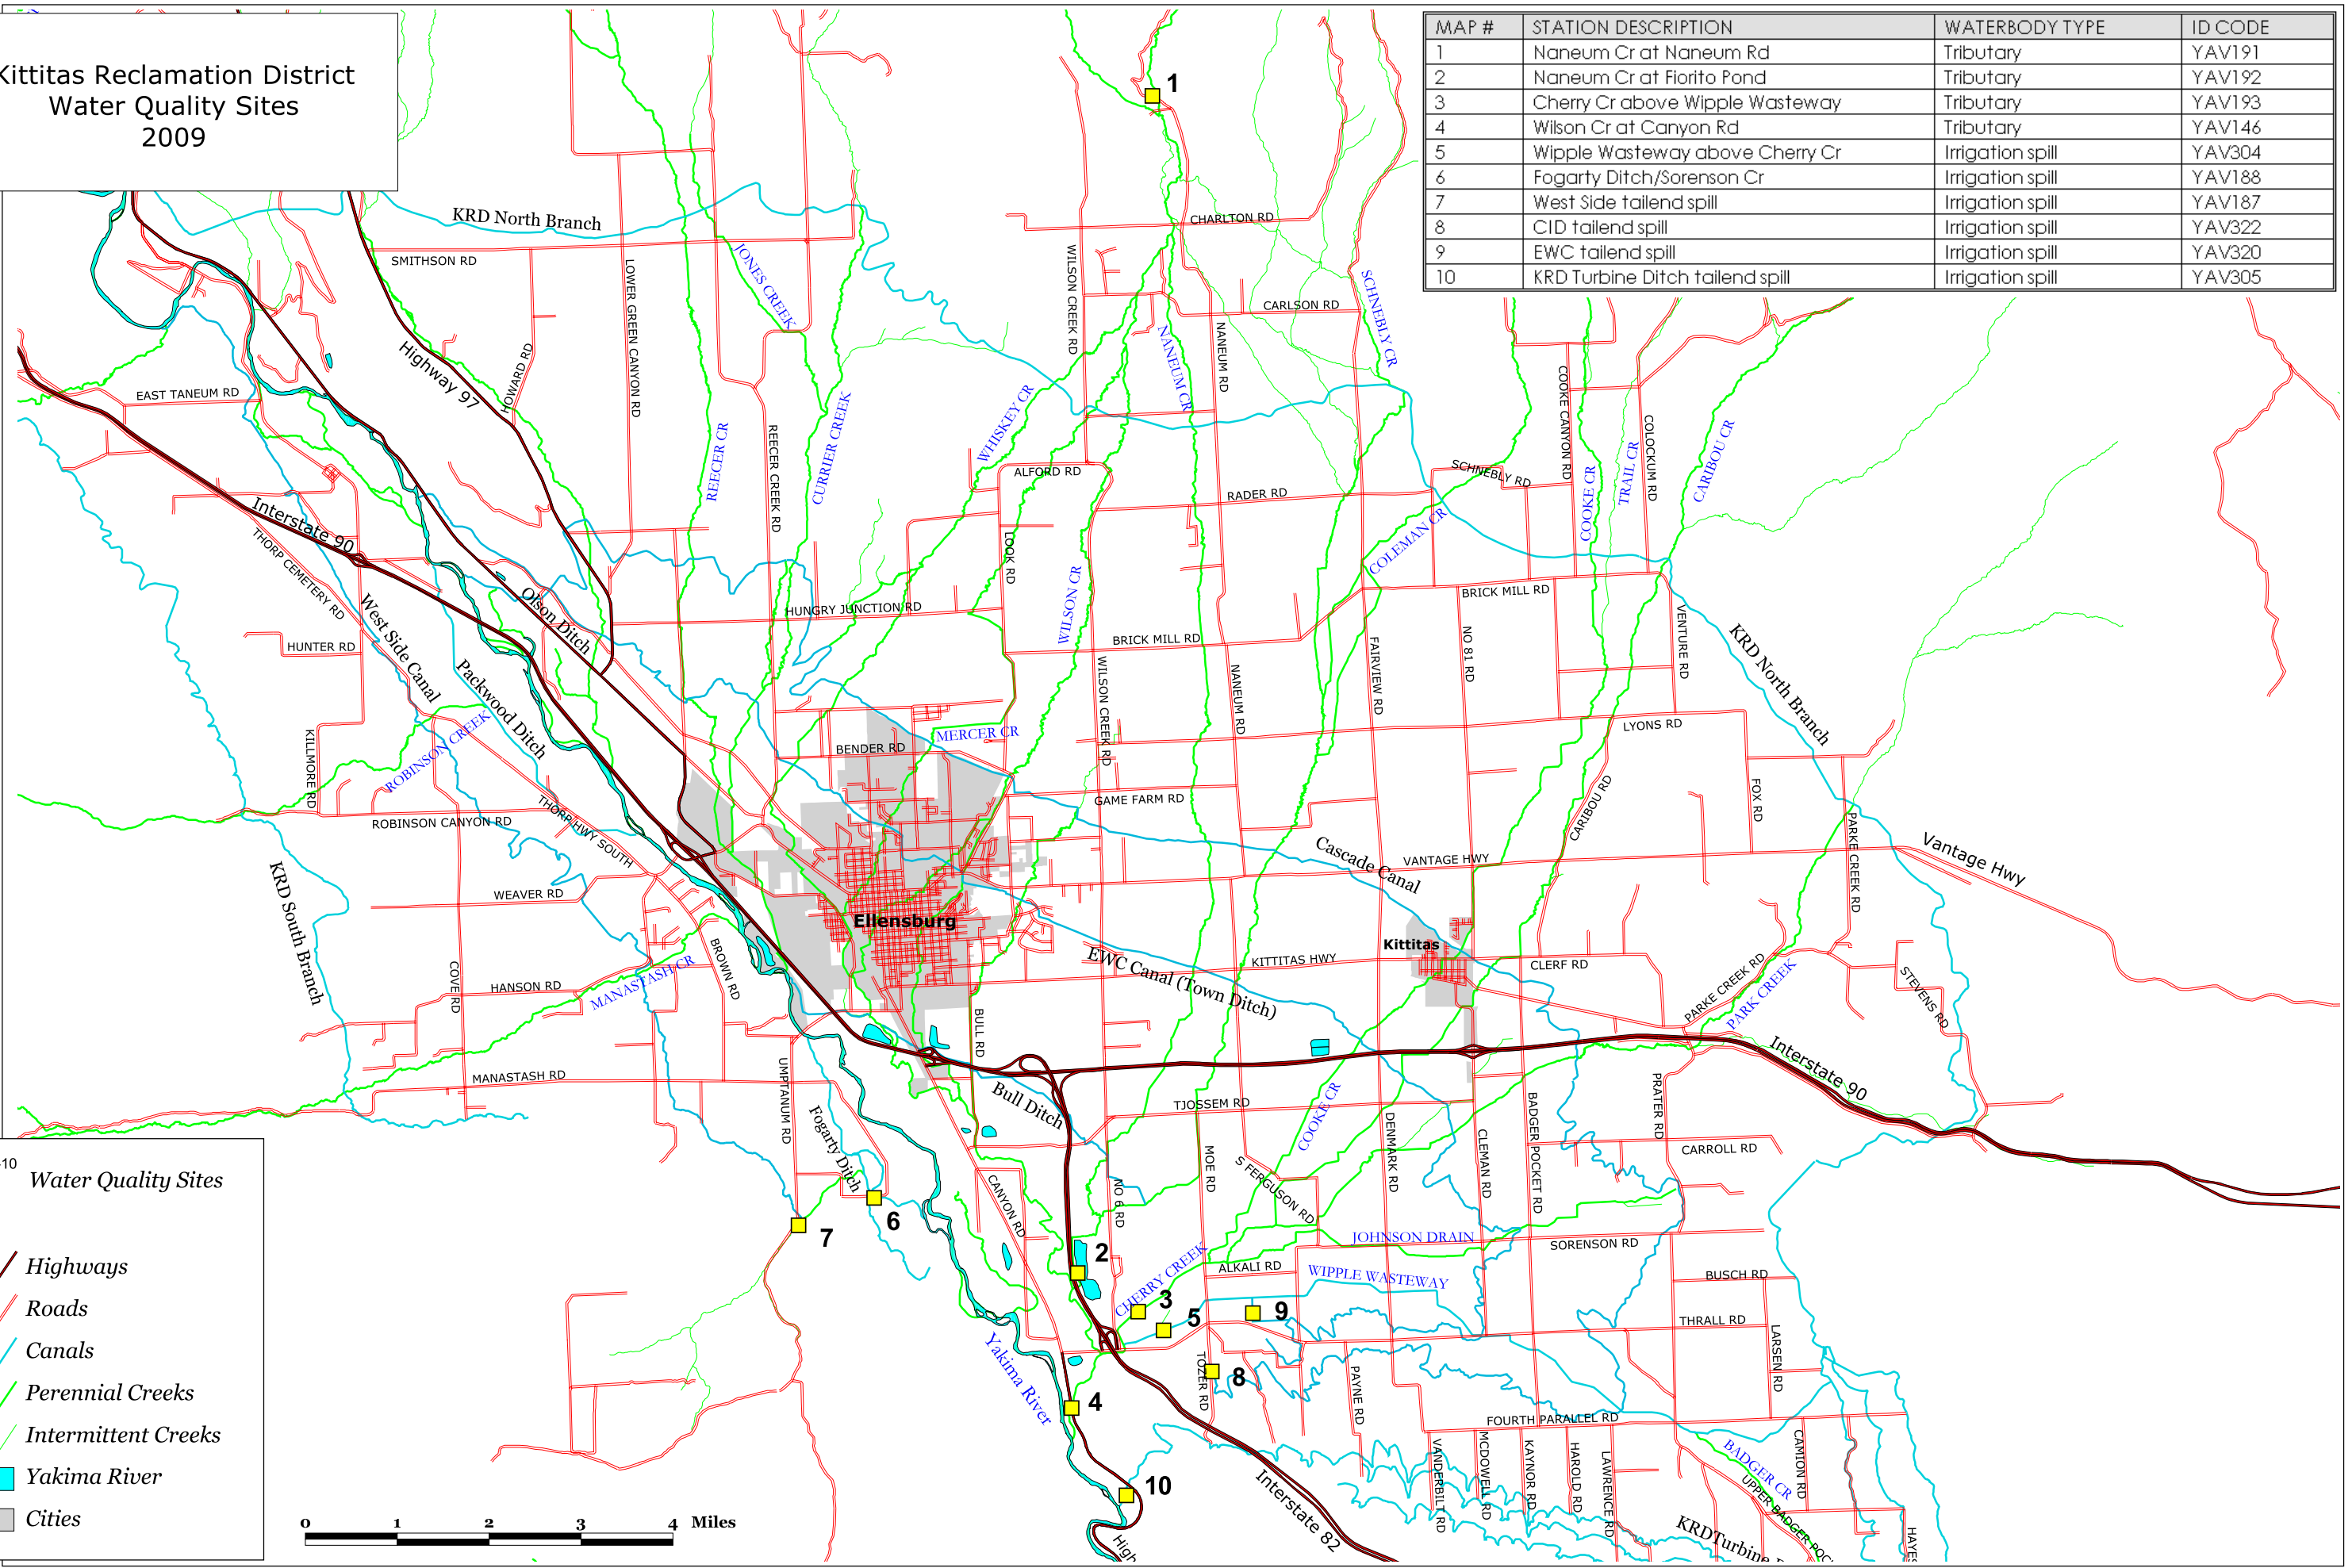 Kittitas Reclamation District
Water Quality Sites
2009
MAP # STATION DESCRIPTION WATERBODY TYPE ID CODE
1 Naneum Cr at Naneum Rd Tributary YAV191
2 Naneum Cr at Fiorito Pond Tributary YAV192
3 Cherry Cr above Wipple Wasteway Tributary YAV193
4 Wilson Cr at Canyon Rd Tributary YAV146
5 Wipple Wasteway above Cherry Cr Irrigation spill YAV304
6 Fogarty Ditch/Sorenson Cr Irrigation spill YAV188
7 West Side tailend spill Irrigation spill YAV187
8 CID tailend spill Irrigation spill YAV322
9 EWC tailend spill Irrigation spill YAV320
10 KRD Turbine Ditch tailend spill Irrigation spill YAV305
1
KRD North Branch
CHARLTON RD
SMITHSON RD
JONES CREEK
WILSON CREEK RD
LOWER GREEN CANYON RD
SCHNEBLY CR
CARLSON RD
NANEUM CR
NANEUM RD
Highway 97
HOWARD RD
EAST TANEUM RD
WHISKEY CR
CURRIER CREEK
REECER CR
REECER CREEK RD
COOKE CANYON RD
COLOCKUM RD
CARIBOU CR
TRAIL CR
COOKE CR
SCHNEBLY RD
ALFORD RD
RADER RD
COLEMAN CR
Interstate 90
THORP CEMETERY RD
LOOK RD
WILSON CR
Olson Ditch
West Side Canal
HUNGRY JUNCTION RD
BRICK MILL RD
BRICK MILL RD
HUNTER RD
Packwood Ditch
WILSON CREEK RD
NANEUM RD
FAIRVIEW RD
NO 81 RD
VENTURE RD
KRD North Branch
KILLMORE RD
ROBINSON CREEK
BENDER RD
MERCER CR
LYONS RD
GAME FARM RD
FOX RD
CARIBOU RD
PARKE CREEK RD
ROBINSON CANYON RD
THORP HWY SOUTH
Cascade Canal
VANTAGE HWY
Vantage Hwy
KRD South Branch
WEAVER RD
Ellensburg
Kittitas
BROWN RD
MANASTASH CR
COVE RD
HANSON RD
EWC Canal (Town Ditch)
KITTITAS HWY
CLERF RD
PARKE CREEK RD
PARK CREEK
STEVENS RD
BULL RD
Interstate 90
MANASTASH RD
UMPTANUM RD
Fogarty Ditch
Bull Ditch
TJOSSEM RD
COOKE CR
DENMARK RD
CLEMAN RD
BADGER POCKET RD
PRATER RD
CARROLL RD
MOE RD
S FERGUSON RD
CANYON RD
NO 6 RD
6
7
2
JOHNSON DRAIN
SORENSON RD
CHERRY CREEK
ALKALI RD
WIPPLE WASTEWAY
BUSCH RD
3
5
9
THRALL RD
LARSEN RD
Yakima River
TOZER RD
8
PAYNE RD
4
FOURTH PARALLEL RD
VANDERBILT RD
MCDOWELL RD
KAYNOR RD
HAROLD RD
LAWRENCE RD
BADGER CR
CAMION RD
UPPER BADGER POC
10
Interstate 82
KRDTurbine
High
HAYES
-10
Water Quality Sites
Highways
Roads
Canals
Perennial Creeks
Intermittent Creeks
Yakima River
Cities
0 1 2 3 4 Miles